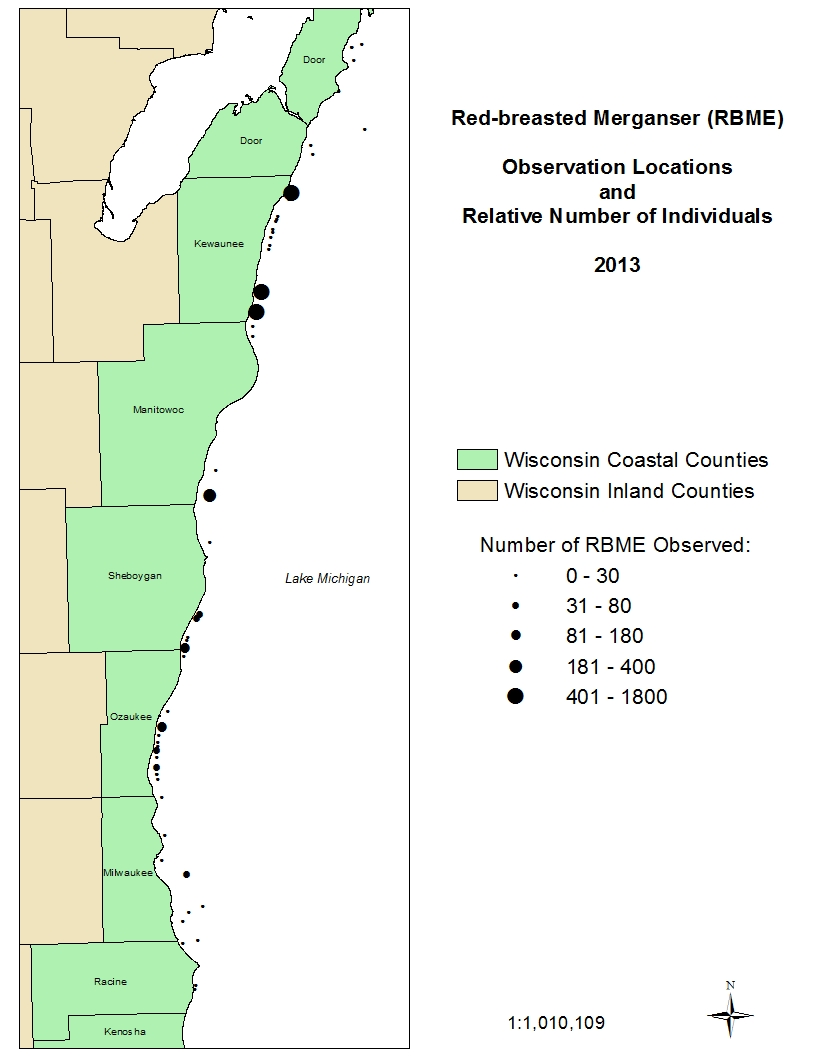 Door
Door
Kewaunee
Manitowoc
Sheboygan
Ozaukee
Milwaukee
Racine
Kenosha
Lake Michigan
Red-breasted Merganser (RBME)
Observation Locations
and
Relative Number of Individuals
2013
Wisconsin Coastal Counties
Wisconsin Inland Counties
Number of RBME Observed:
0 - 30
31 - 80
81 - 180
181 - 400
401 - 1800
N
1:1,010,109